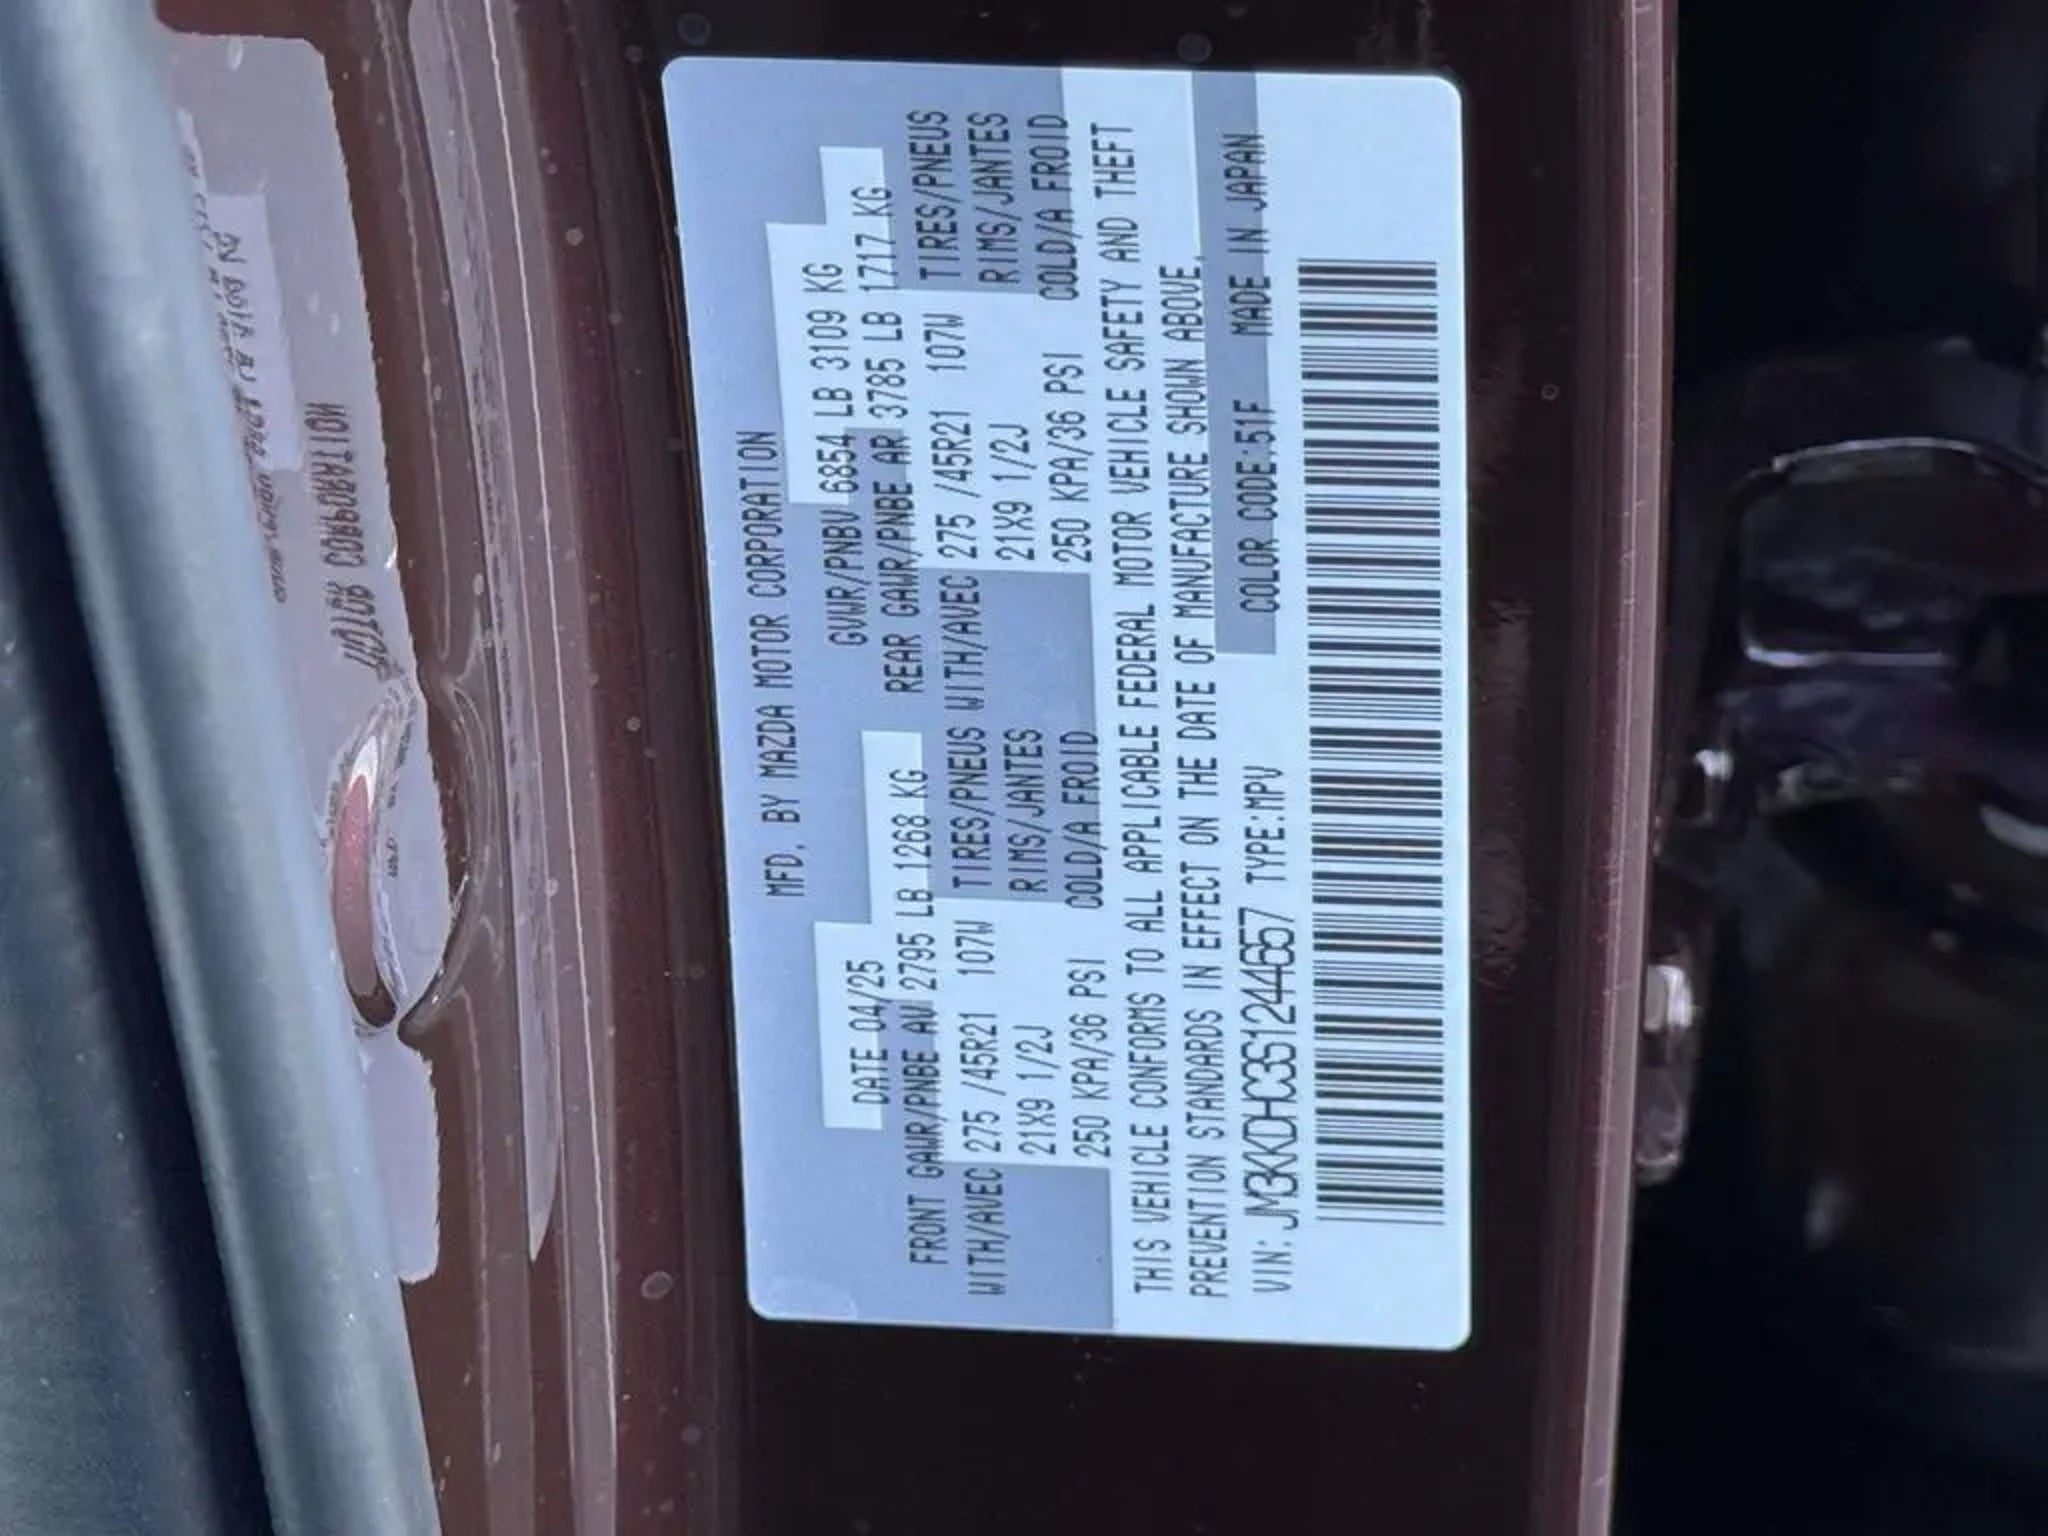 MFD. BY MAZDA MOTOR CORPORATION
DATE 04/25 GVWR/PNBV 6854 LB 3109 KG
FRONT GAWR/PNBE AV 2795 LB 1268 KG REAR GAWR/PNBE AR 3785 LB 1717 KG
WITH/AVEC 275 /45R21 107W TIRES/PNEUS WITH/AVEC 275 /45R21 107W TIRES/PNEUS
21X9 1/2J RIMS/JANTES 21X9 1/2J RIMS/JANTES
250 KPA/36 PSI COLD/A FROID 250 KPA/36 PSI COLD/A FROID
THIS VEHICLE CONFORMS TO ALL APPLICABLE FEDERAL MOTOR VEHICLE SAFETY AND THEFT
PREVENTION STANDARDS IN EFFECT ON THE DATE OF MANUFACTURE SHOWN ABOVE.
VIN: JM3KKDHC3S1244657 TYPE:MPV COLOR CODE:51F MADE IN JAPAN
MOTOR CORPORATION